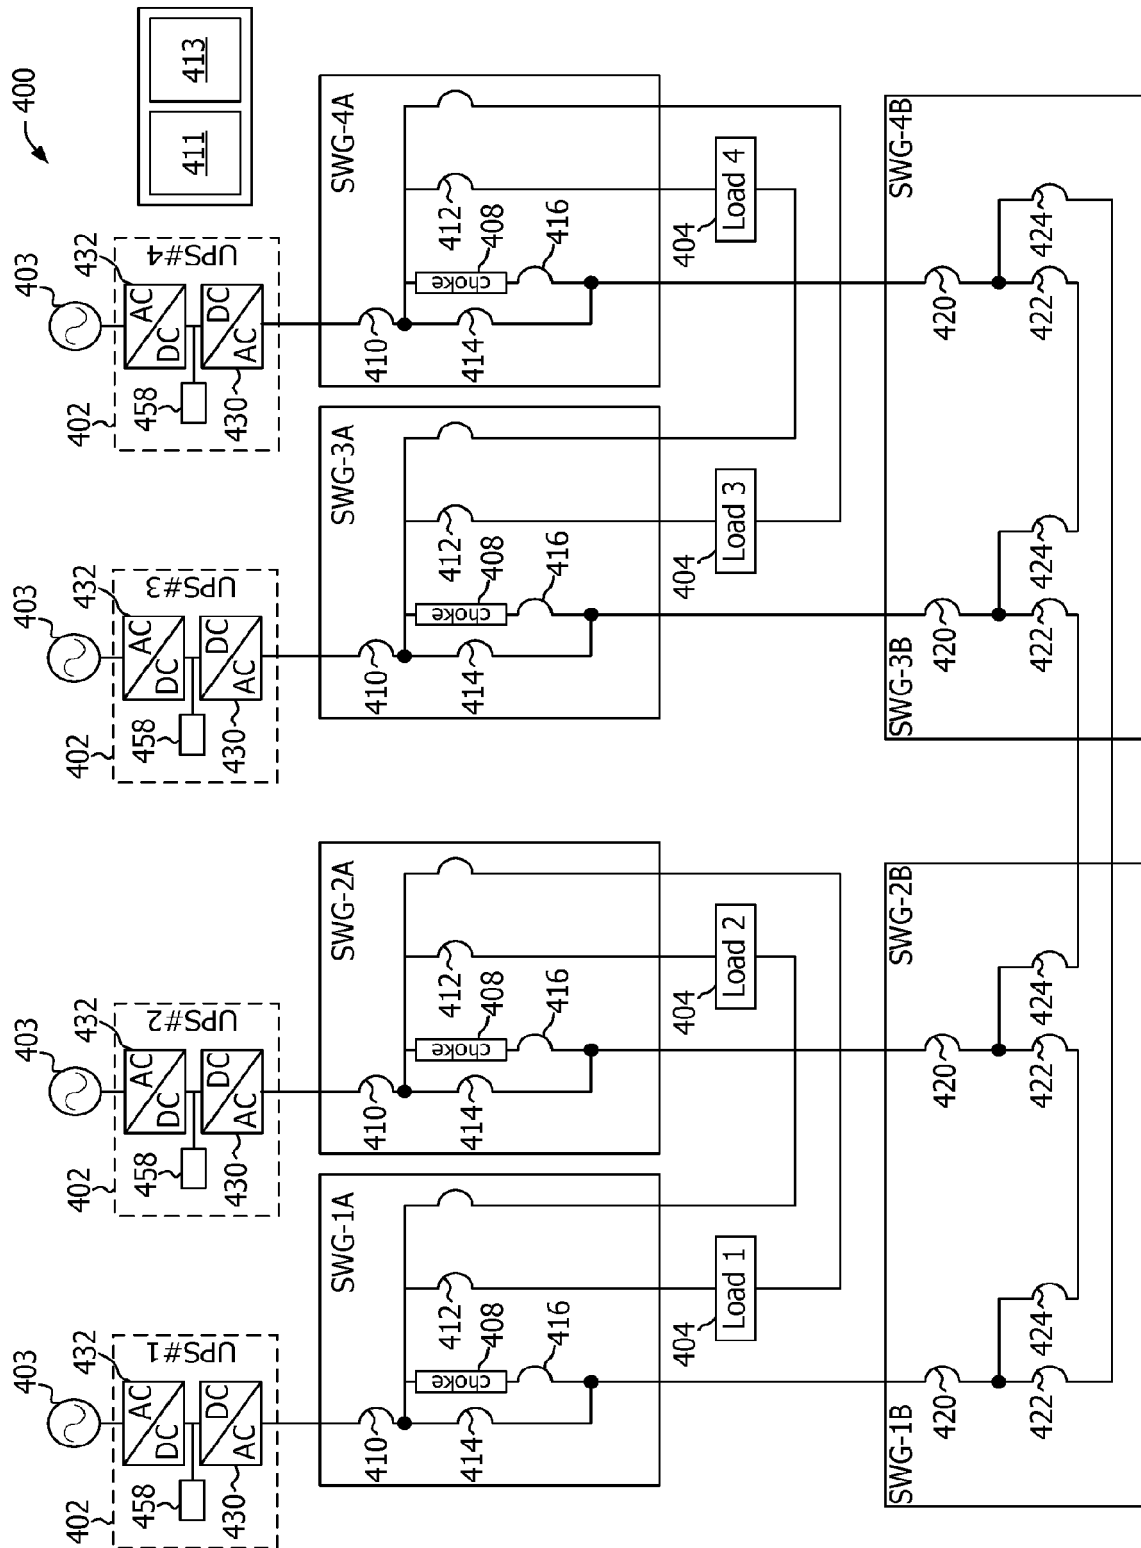 400
411
413
403
432
AC
DC
UPS#1
402
458
DC
AC
430
403
432
AC
DC
UPS#2
402
458
DC
AC
430
403
432
AC
DC
UPS#3
402
458
DC
AC
430
403
432
AC
DC
UPS#4
402
458
DC
AC
430
SWG-1A
410
412
choke
408
414
416
SWG-2A
410
412
choke
408
414
416
SWG-3A
410
412
choke
408
414
416
SWG-4A
410
412
choke
408
414
416
404
Load 1
404
Load 2
404
Load 3
404
Load 4
SWG-1B
420
422
424
SWG-2B
420
422
424
SWG-3B
420
422
424
SWG-4B
420
422
424